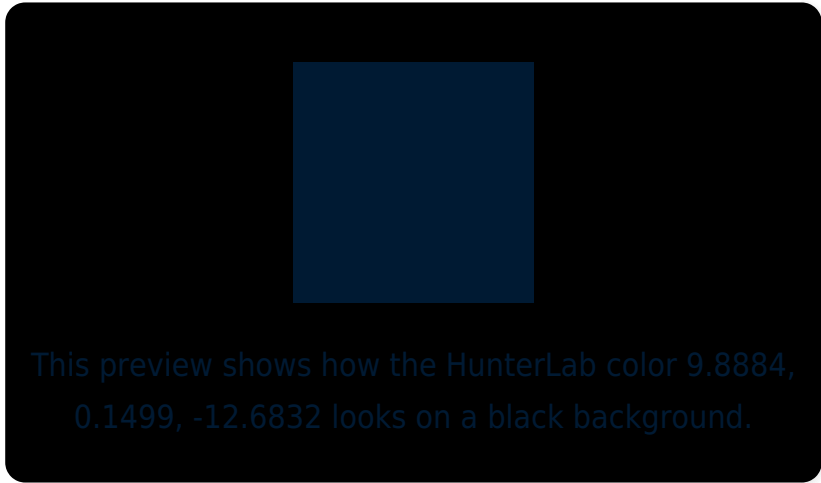 This preview shows how the HunterLab color 9.8884,
0.1499, -12.6832 looks on a black background.